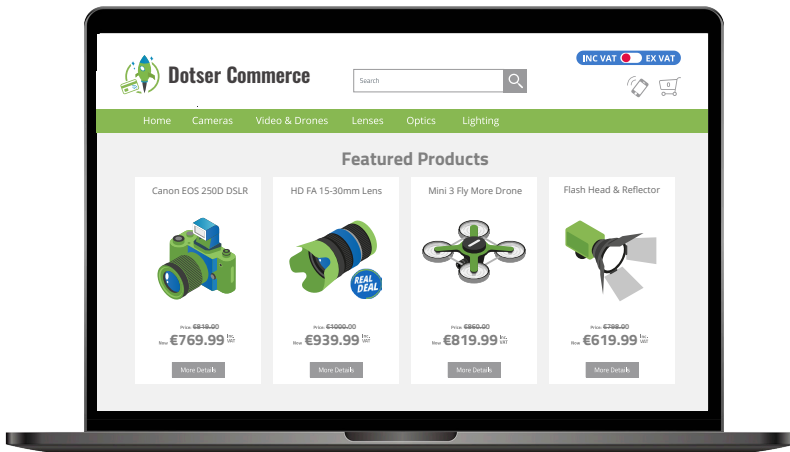 Dotser Commerce
Search
INC VAT EX VAT
0
Home Cameras Video & Drones Lenses Optics Lighting
Featured Products
Canon EOS 250D DSLR
HD FA 15-30mm Lens
Mini 3 Fly More Drone
Flash Head & Reflector
REAL
DEAL
Price: €819.00
Now €769.99 Inc. VAT
More Details
Price: €1000.00
Now €939.99 Inc. VAT
More Details
Price: €860.00
Now €819.99 Inc. VAT
More Details
Price: €798.00
Now €619.99 Inc. VAT
More Details